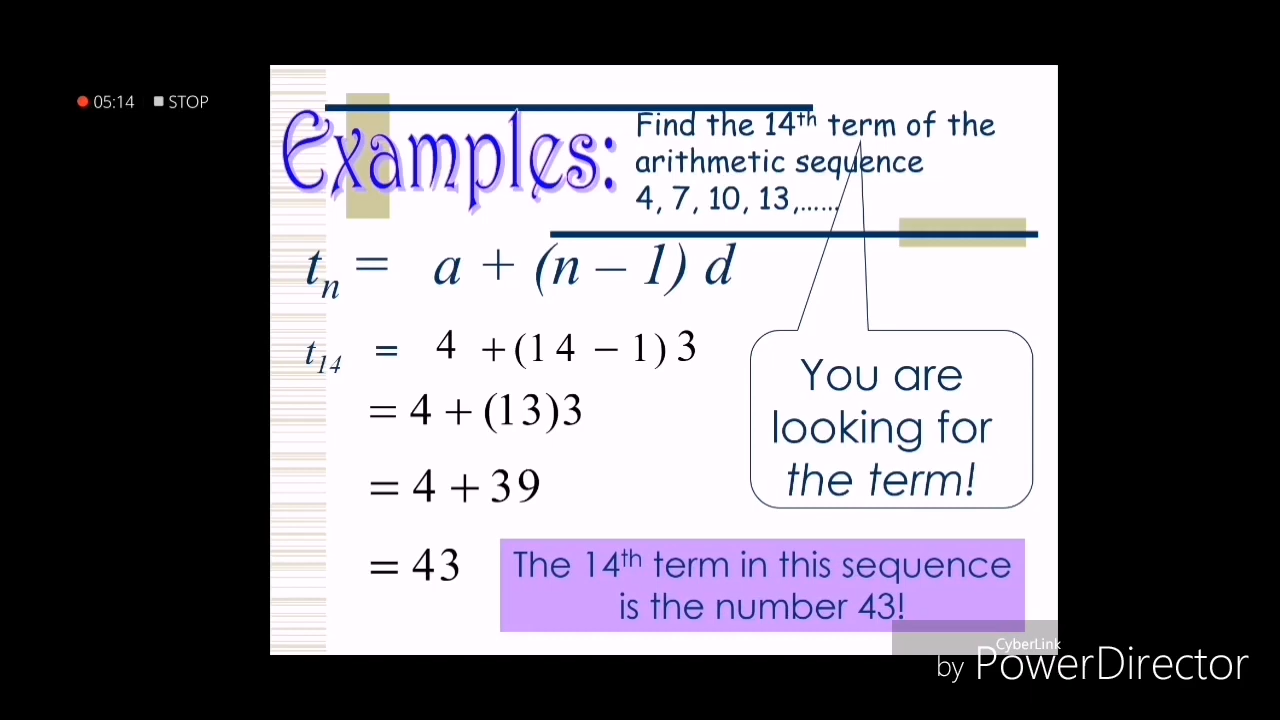 05:14 STOP
Examples:
Find the 14th term of the
arithmetic sequence
4, 7, 10, 13,......
tn = a + (n – 1) d
t14 = 4 +(14 – 1)3
= 4 + (13)3
= 4 + 39
= 43
You are
looking for
the term!
The 14th term in this sequence
is the number 43!
CyberLink
by PowerDirector